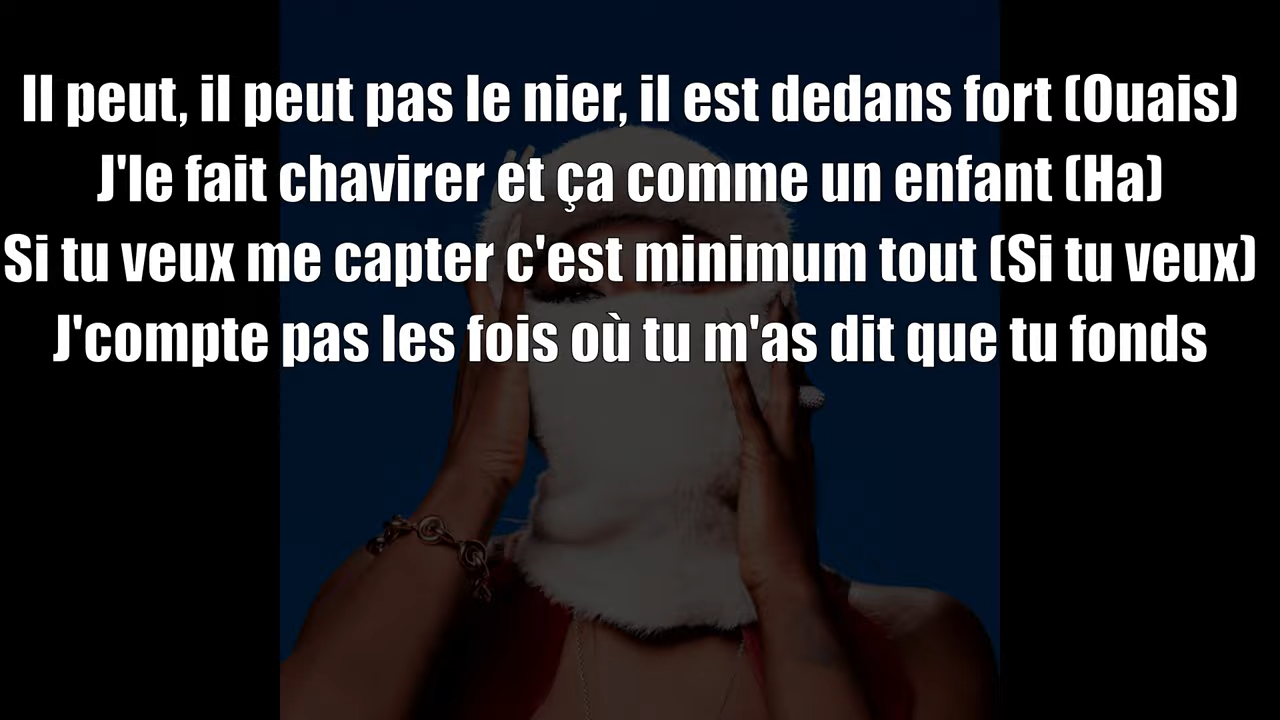 Il peut, il peut pas le nier, il est dedans fort (Ouais)
J'le fait chavirer et ça comme un enfant (Ha)
Si tu veux me capter c'est minimum tout (Si tu veux)
J'compte pas les fois où tu m'as dit que tu fonds